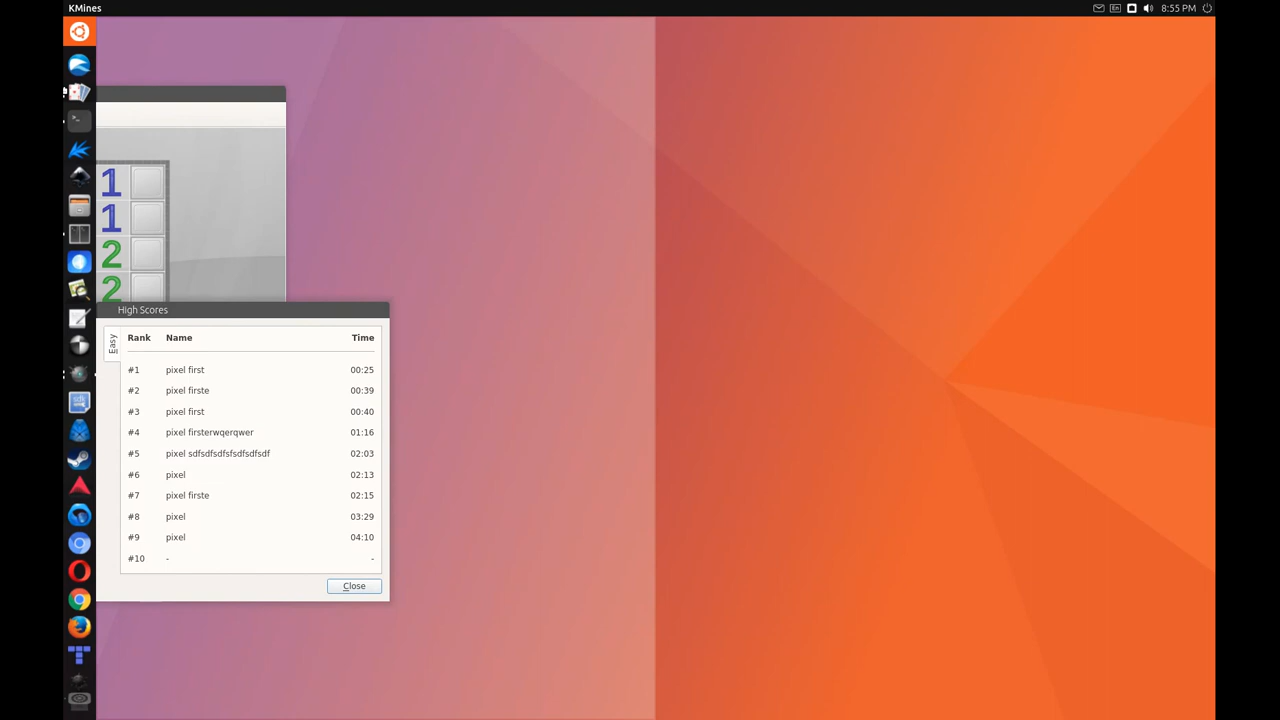 KMines
En
8:55 PM
1
1
2
2
High Scores
Easy
Rank Name Time
#1 pixel first 00:25
#2 pixel firste 00:39
#3 pixel first 00:40
#4 pixel firsterwqerqwer 01:16
#5 pixel sdfsdfsdfsfsdfsdfsdf 02:03
#6 pixel 02:13
#7 pixel firste 02:15
#8 pixel 03:29
#9 pixel 04:10
#10 - -
Close